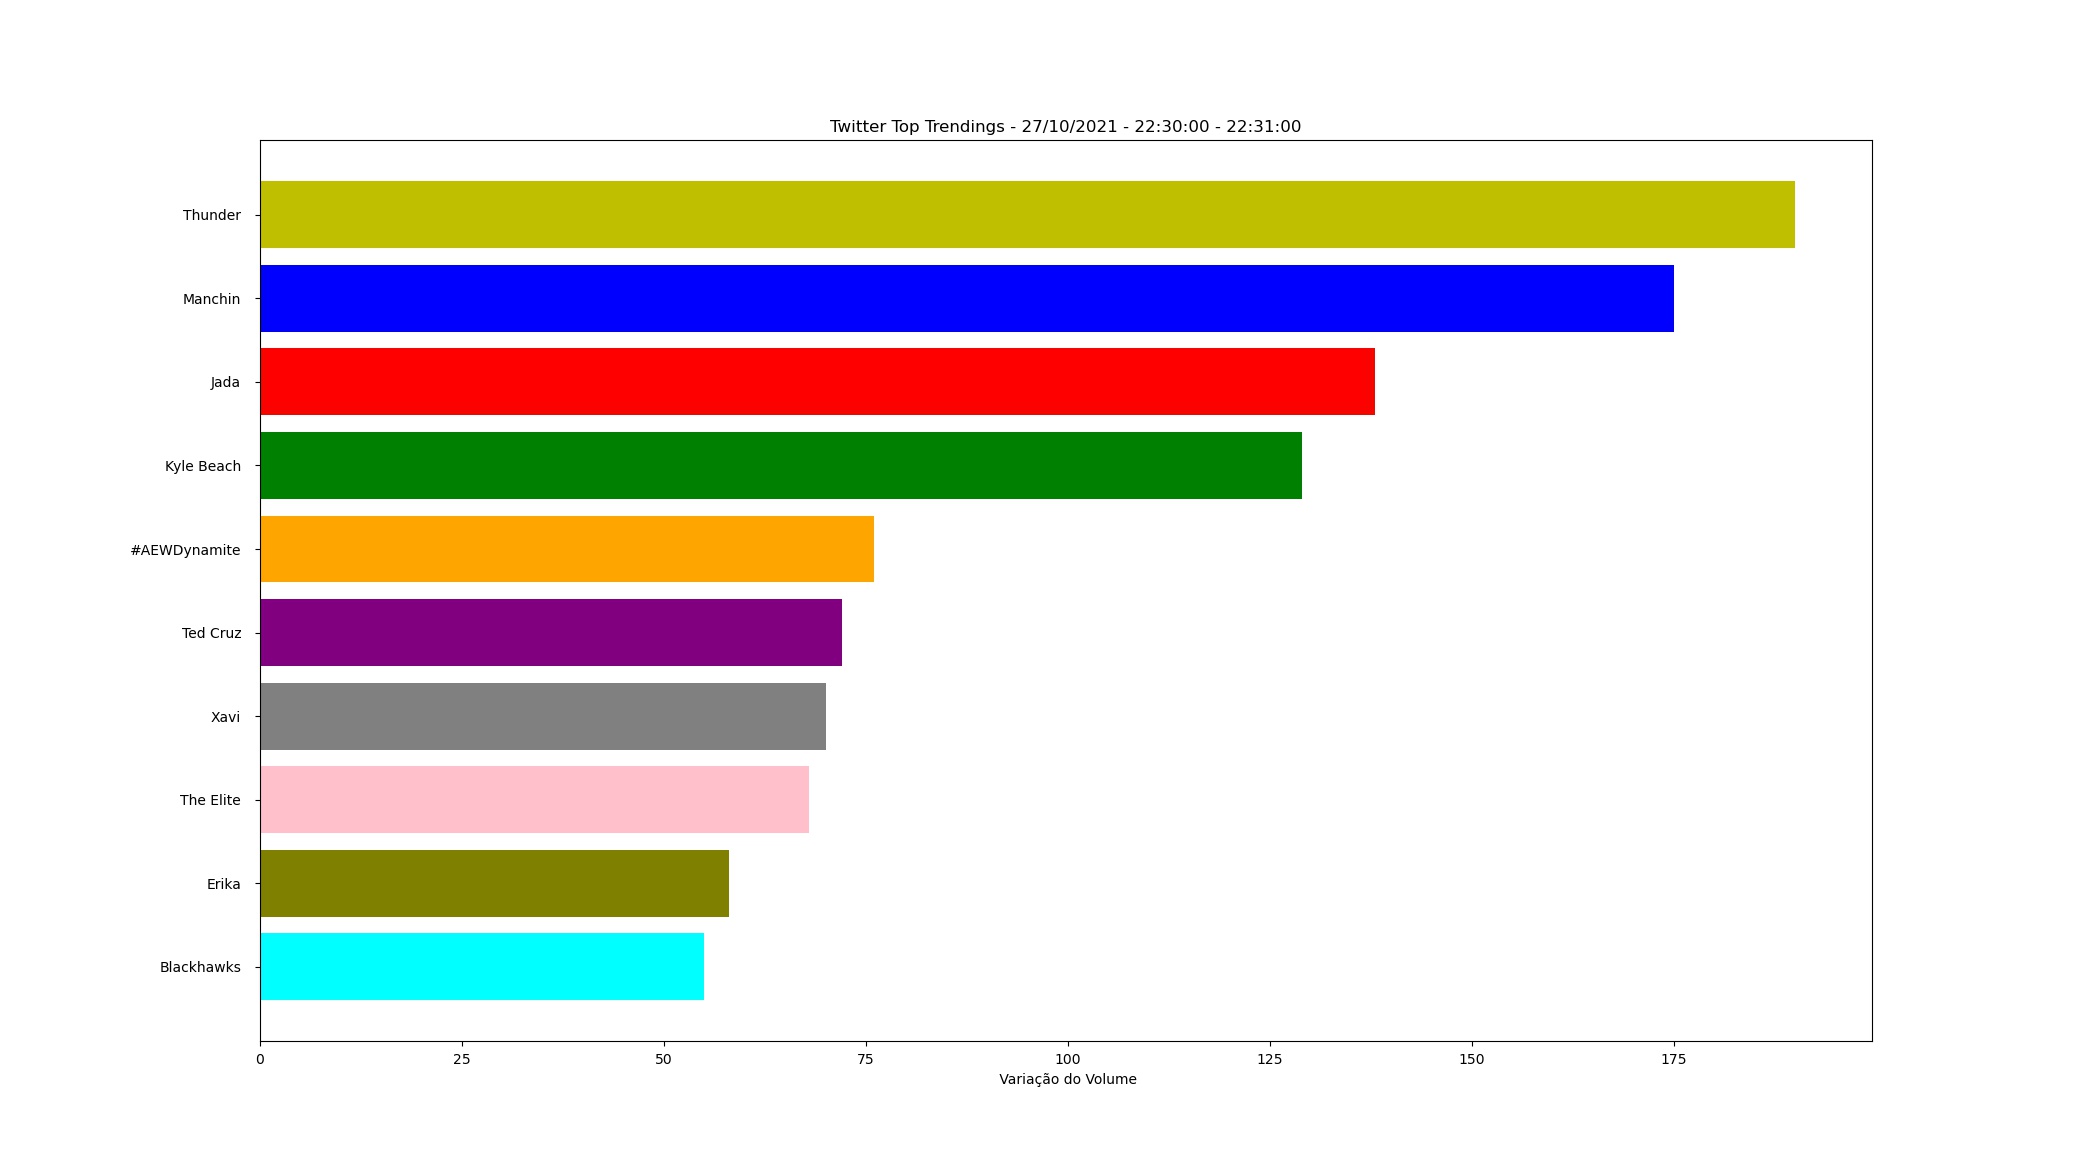 Twitter Top Trendings - 27/10/2021 - 22:30:00 - 22:31:00
Thunder
Manchin
Jada
Kyle Beach
#AEWDynamite
Ted Cruz
Xavi
The Elite
Erika
Blackhawks
0 25 50 75 100 125 150 175
Variação do Volume